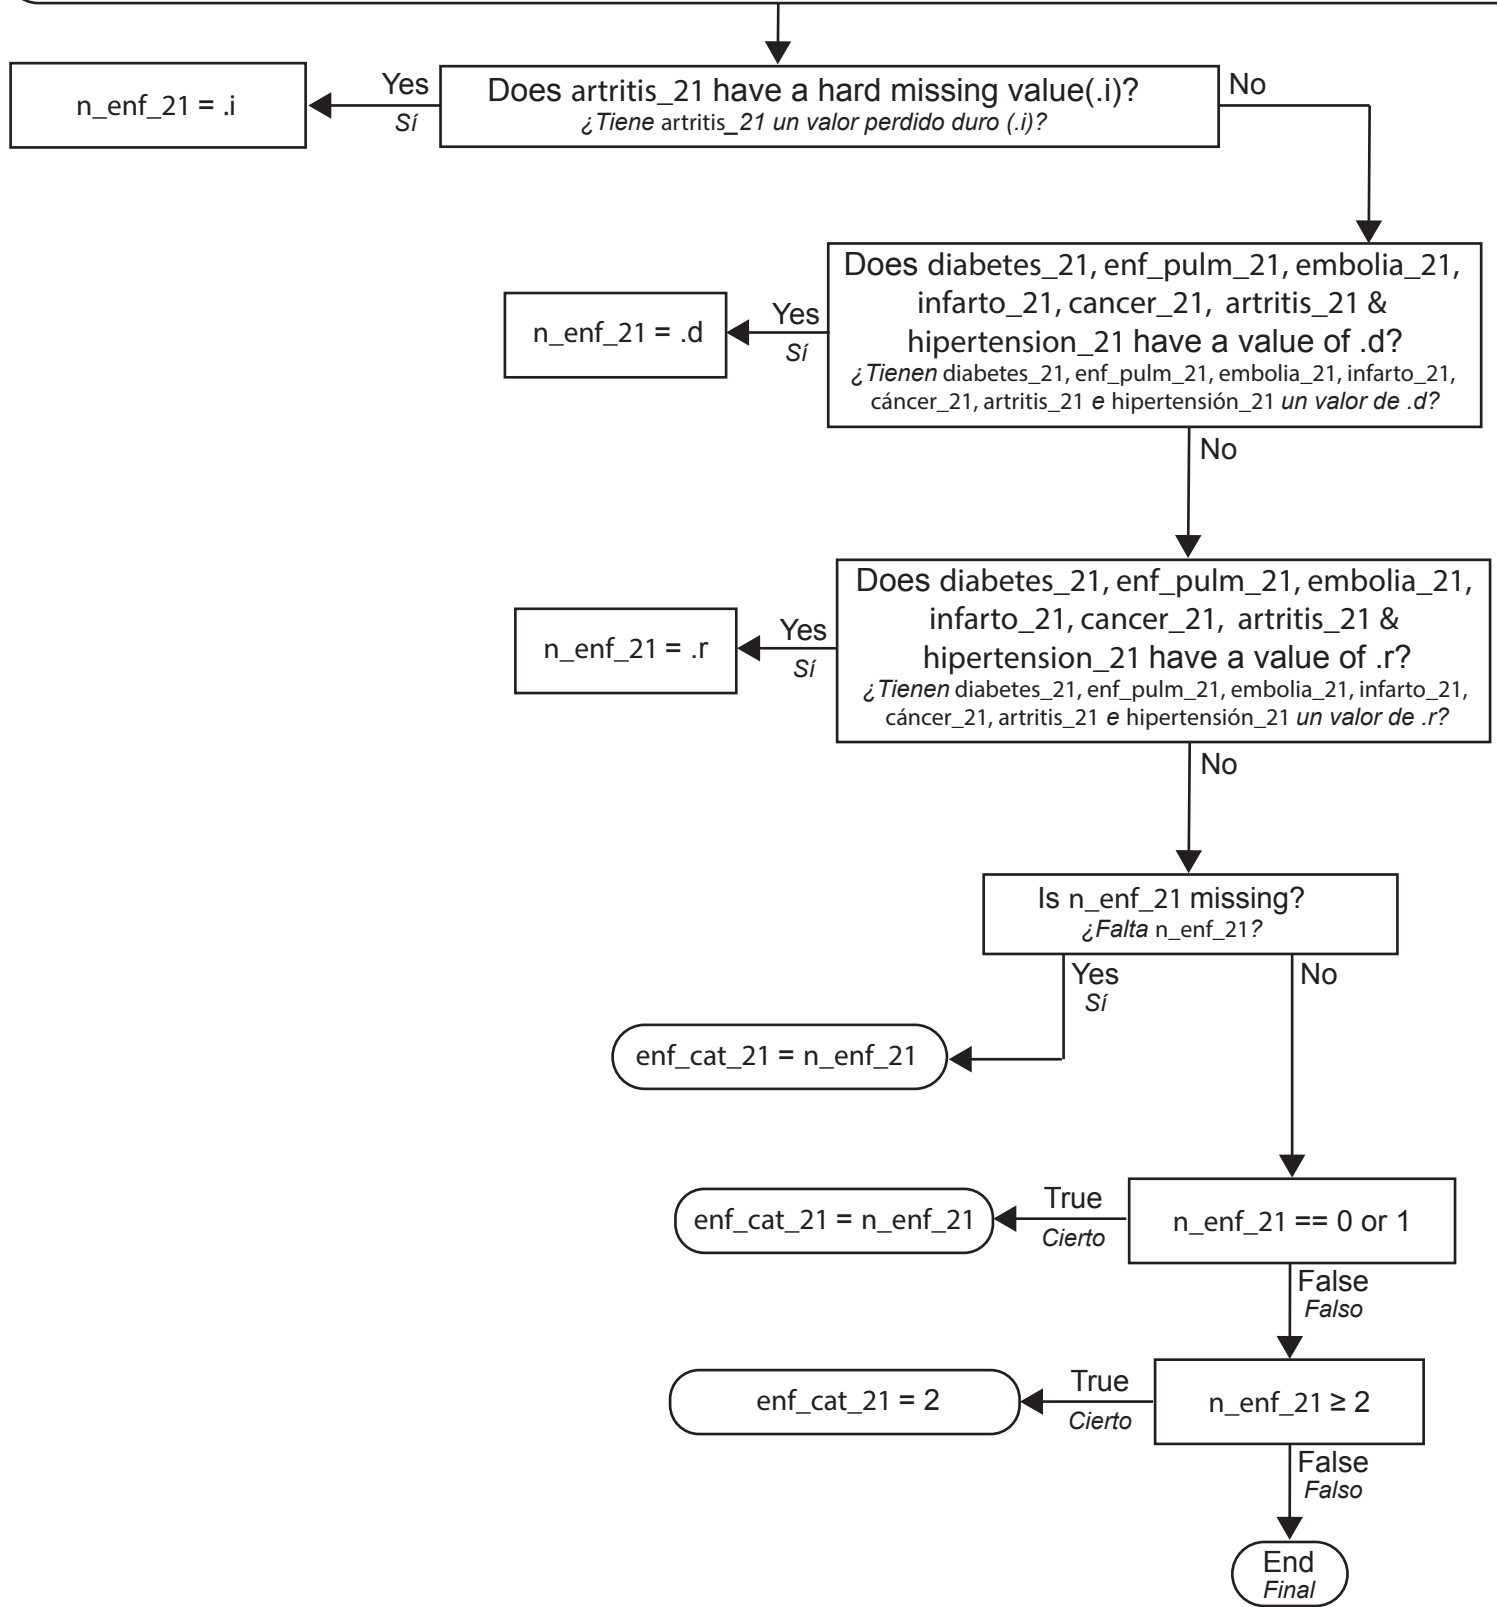 Yes
Sí
Does artritis_21 have a hard missing value(.i)?
¿Tiene artritis_21 un valor perdido duro (.i)?
No
n_enf_21 = .i
Does diabetes_21, enf_pulm_21, embolia_21,
infarto_21, cancer_21, artritis_21 &
hipertension_21 have a value of .d?
¿Tienen diabetes_21, enf_pulm_21, embolia_21, infarto_21,
cáncer_21, artritis_21 e hipertensión_21 un valor de .d?
Yes
Sí
n_enf_21 = .d
No
Does diabetes_21, enf_pulm_21, embolia_21,
infarto_21, cancer_21, artritis_21 &
hipertension_21 have a value of .r?
¿Tienen diabetes_21, enf_pulm_21, embolia_21, infarto_21,
cáncer_21, artritis_21 e hipertensión_21 un valor de .r?
Yes
Sí
n_enf_21 = .r
No
Is n_enf_21 missing?
¿Falta n_enf_21?
Yes
Sí
No
enf_cat_21 = n_enf_21
n_enf_21 == 0 or 1
True
Cierto
enf_cat_21 = n_enf_21
False
Falso
n_enf_21 ≥ 2
True
Cierto
enf_cat_21 = 2
False
Falso
End
Final